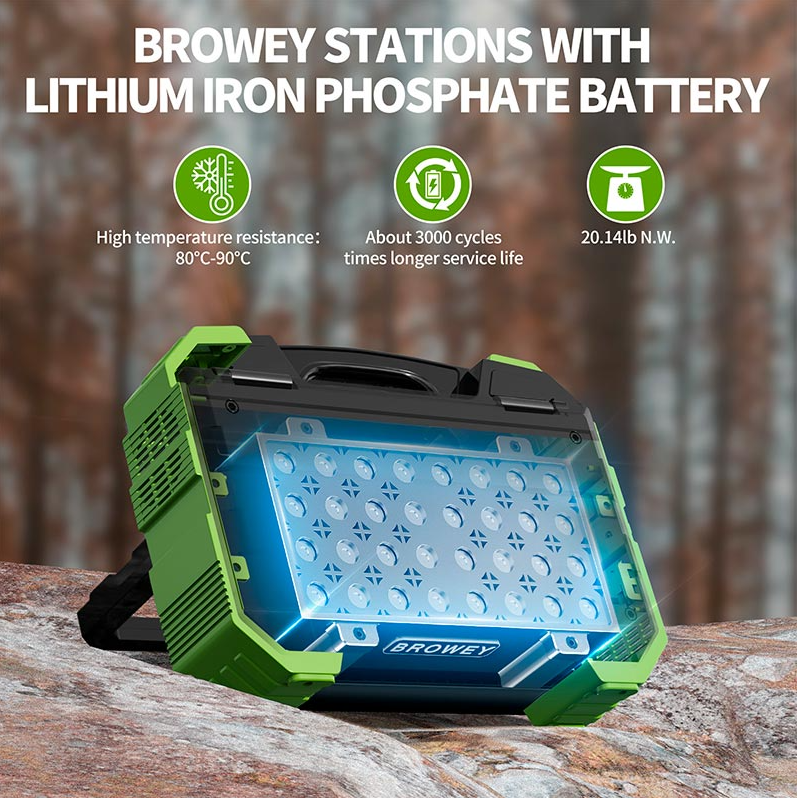 BROWEY STATIONS WITH
LITHIUM IRON PHOSPHATE BATTERY
High temperature resistance：
80°C-90°C
About 3000 cycles
times longer service life
20.14lb N.W.
BROWEY